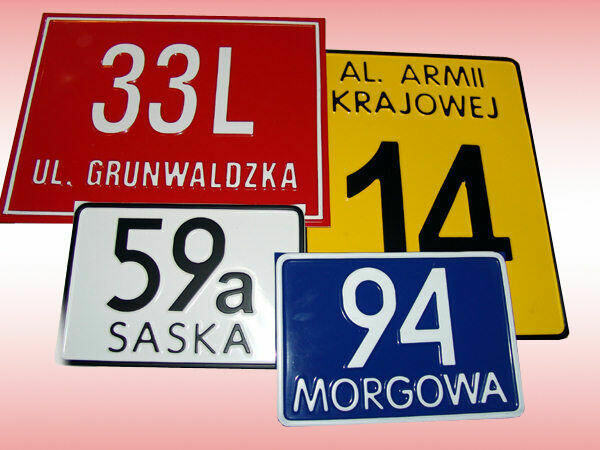 33L
UL. GRUNWALDZKA
AL. ARMII
KRAJOWEJ
14
59a
SASKA
94
MORGOWA